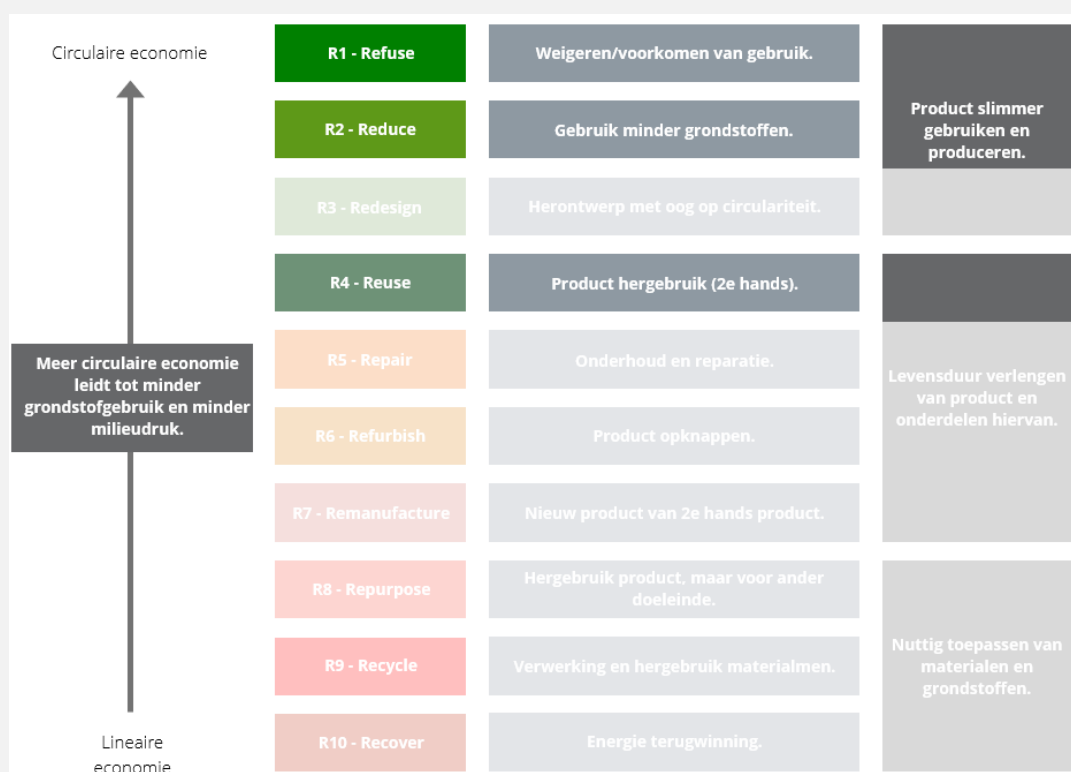 Circulaire economie
R1 - Refuse
Weigeren/voorkomen van gebruik.
Product slimmer
gebruiken en
produceren.
R2 - Reduce
Gebruik minder grondstoffen.
R3 - Redesign
Herontwerp met oog op circulariteit.
R4 - Reuse
Product hergebruik (2e hands).
Meer circulaire economie
leidt tot minder
grondstofgebruik en minder
milieudruk.
R5 - Repair
Onderhoud en reparatie.
Levensduur verlengen
van product en
onderdelen hiervan.
R6 - Refurbish
Product opknappen.
R7 - Remanufacture
Nieuw product van 2e hands product.
R8 - Repurpose
Hergebruik product, maar voor ander
doeleinde.
Nuttig toepassen van
materialen en
grondstoffen.
R9 - Recycle
Verwerking en hergebruik materialmen.
R10 - Recover
Energie terugwinning.
Lineaire
economie